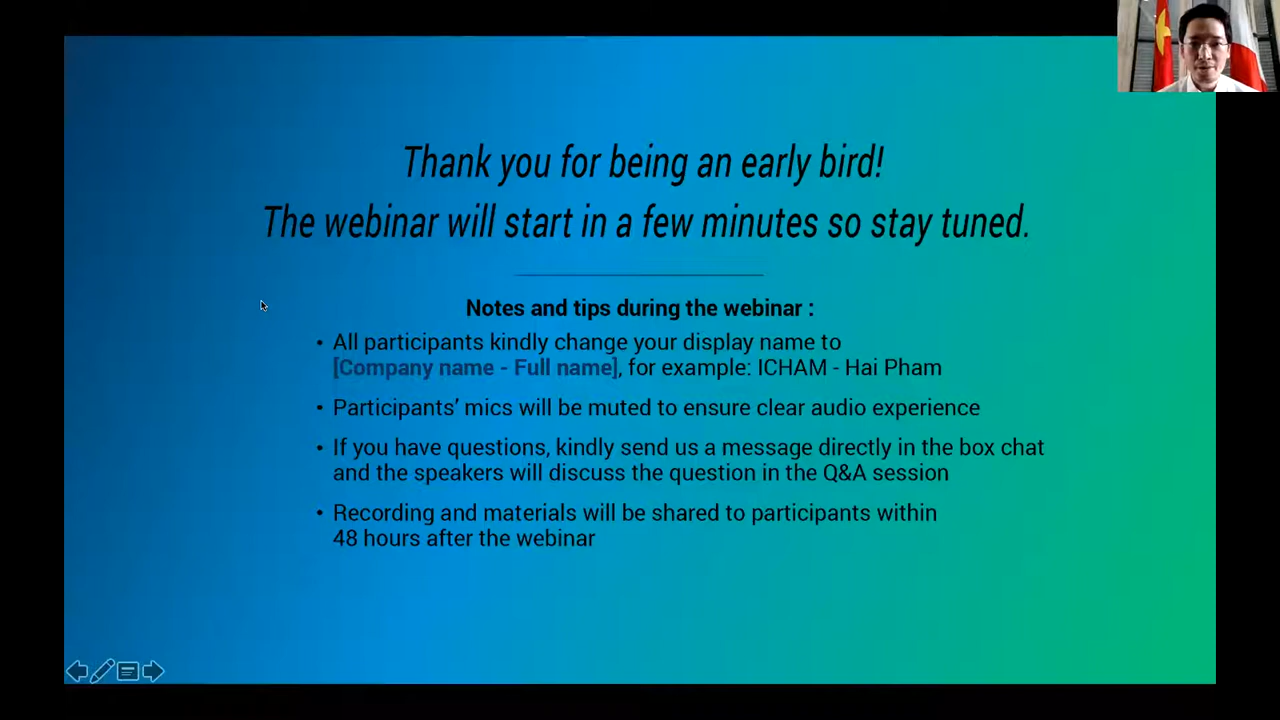 Thank you for being an early bird!
The webinar will start in a few minutes so stay tuned.
Notes and tips during the webinar :
• All participants kindly change your display name to
[Company name - Full name], for example: ICHAM - Hai Pham
• Participants’ mics will be muted to ensure clear audio experience
• If you have questions, kindly send us a message directly in the box chat
and the speakers will discuss the question in the Q&A session
• Recording and materials will be shared to participants within
48 hours after the webinar